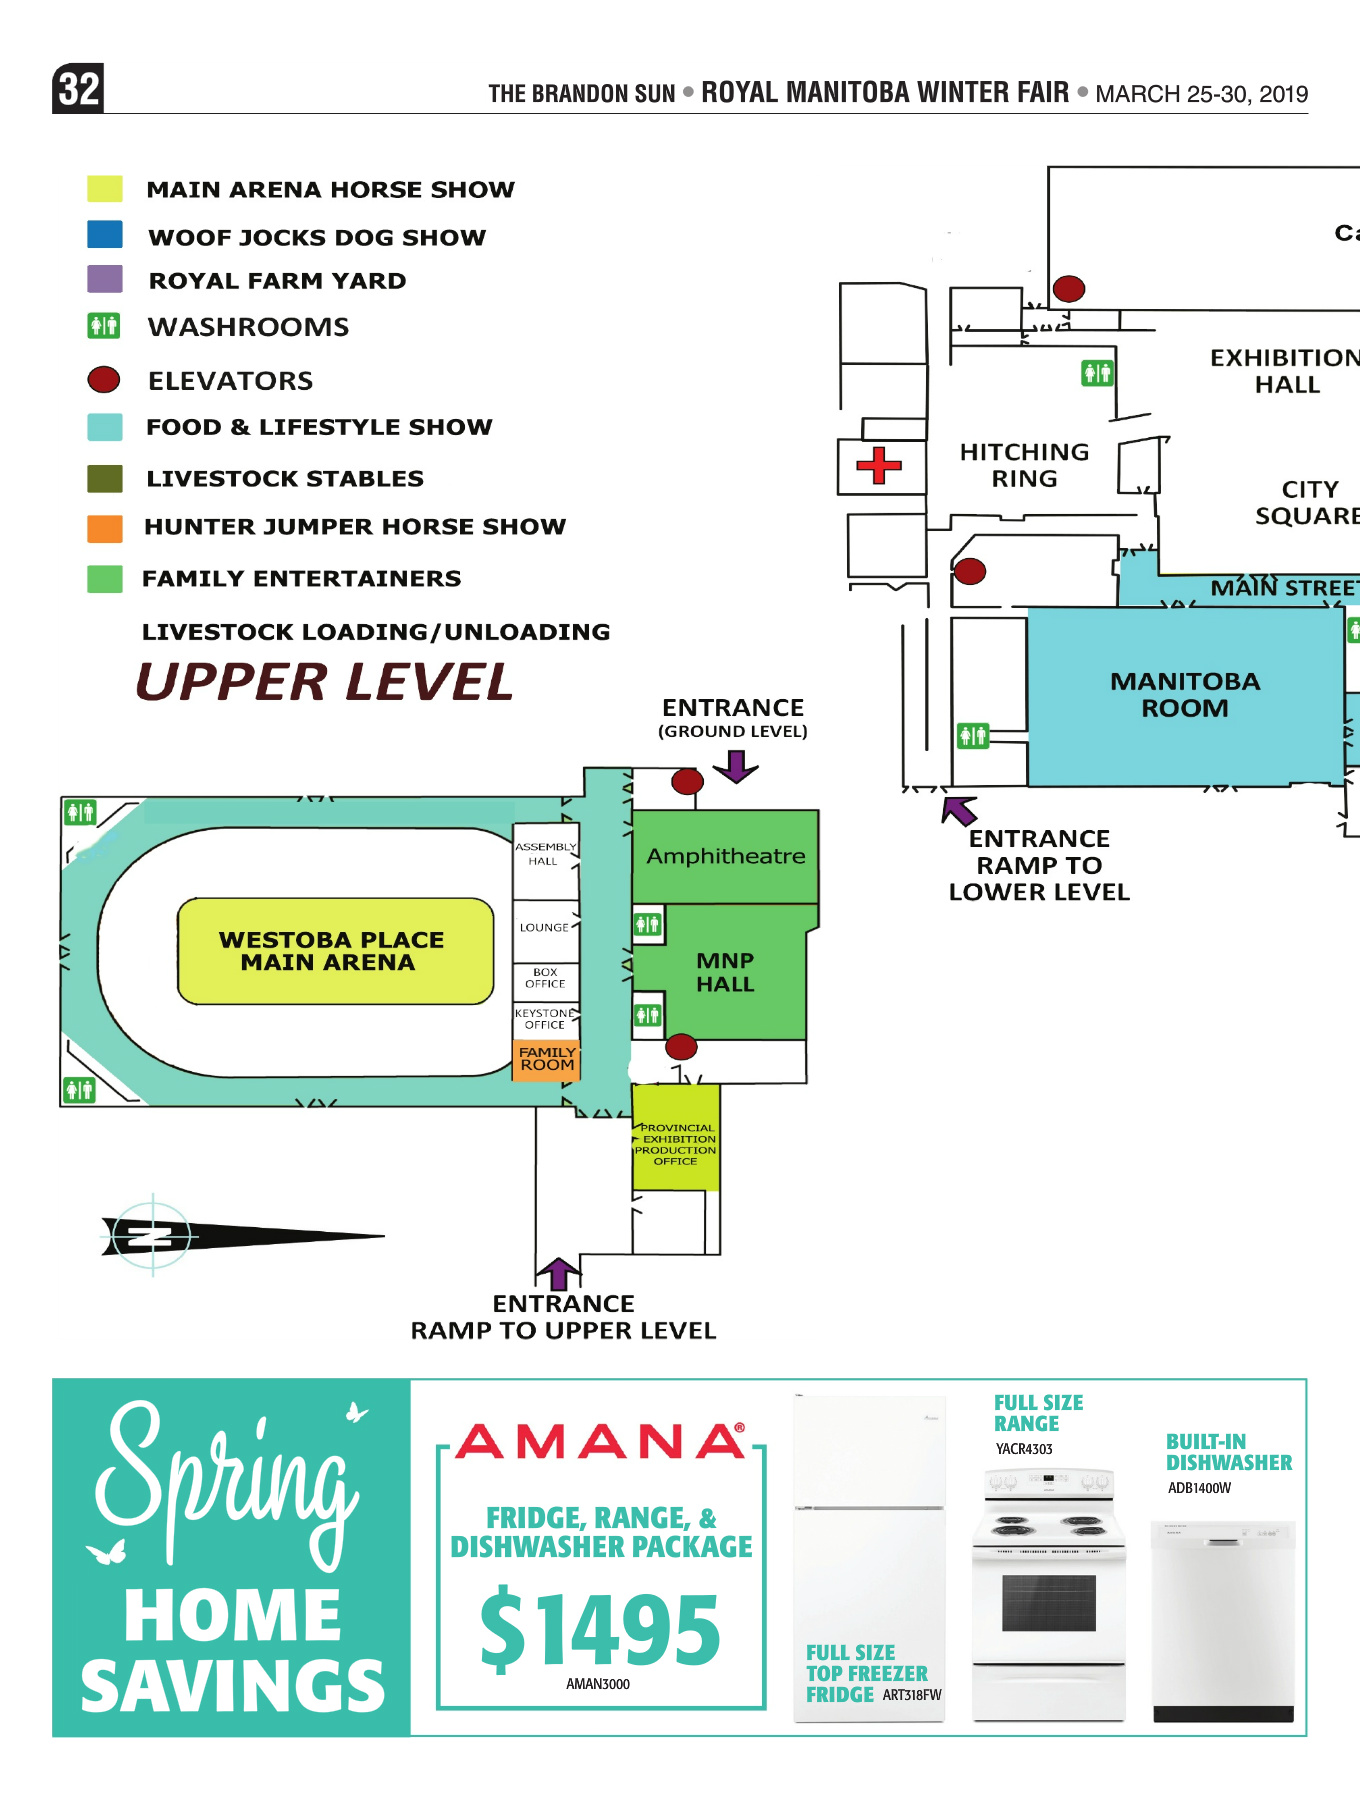 32
THE BRANDON SUN • ROYAL MANITOBA WINTER FAIR • MARCH 25-30, 2019
MAIN ARENA HORSE SHOW
WOOF JOCKS DOG SHOW
ROYAL FARM YARD
WASHROOMS
ELEVATORS
FOOD & LIFESTYLE SHOW
LIVESTOCK STABLES
HUNTER JUMPER HORSE SHOW
FAMILY ENTERTAINERS
LIVESTOCK LOADING/UNLOADING
UPPER LEVEL
Ca
EXHIBITION
HALL
HITCHING
RING
CITY
SQUARE
MAIN STREET
MANITOBA
ROOM
ENTRANCE
RAMP TO
LOWER LEVEL
ENTRANCE
(GROUND LEVEL)
ASSEMBLY
HALL
LOUNGE
BOX
OFFICE
KEYSTONE
OFFICE
FAMILY
ROOM
Amphitheatre
MNP
HALL
WESTOBA PLACE
MAIN ARENA
PROVINCIAL
EXHIBITION
PRODUCTION
OFFICE
N
ENTRANCE
RAMP TO UPPER LEVEL
Spring
HOME
SAVINGS
AMANA®
FRIDGE, RANGE, &
DISHWASHER PACKAGE
$1495
AMAN3000
FULL SIZE
TOP FREEZER
FRIDGE ART318FW
FULL SIZE
RANGE
YACR4303
BUILT-IN
DISHWASHER
ADB1400W